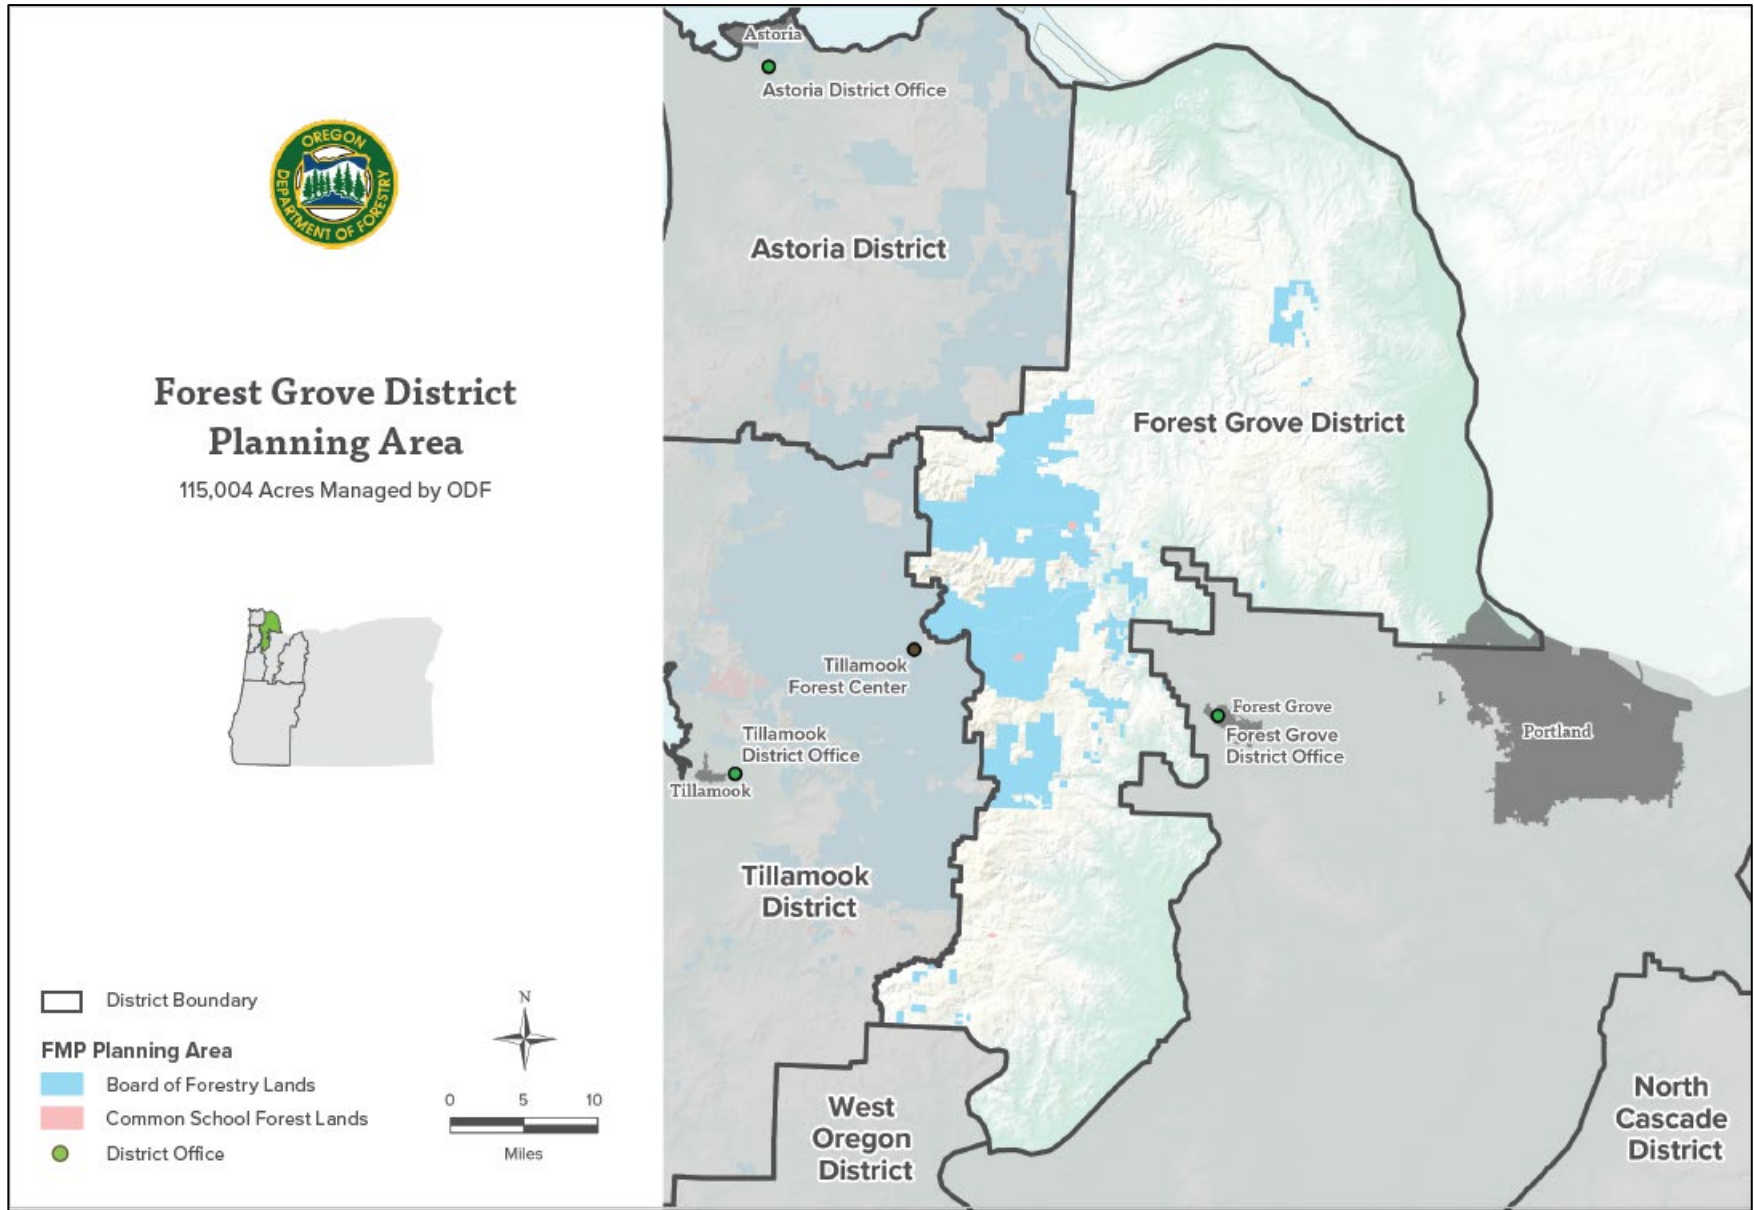 OREGON
DEPARTMENT OF FORESTRY
Forest Grove District
Planning Area
115,004 Acres Managed by ODF
District Boundary
FMP Planning Area
Board of Forestry Lands
Common School Forest Lands
District Office
N
0 5 10
Miles
Astoria
Astoria District Office
Astoria District
Forest Grove District
Tillamook
Forest Center
Tillamook
District Office
Tillamook
Forest Grove
Forest Grove
District Office
Portland
Tillamook
District
West
Oregon
District
North
Cascade
District